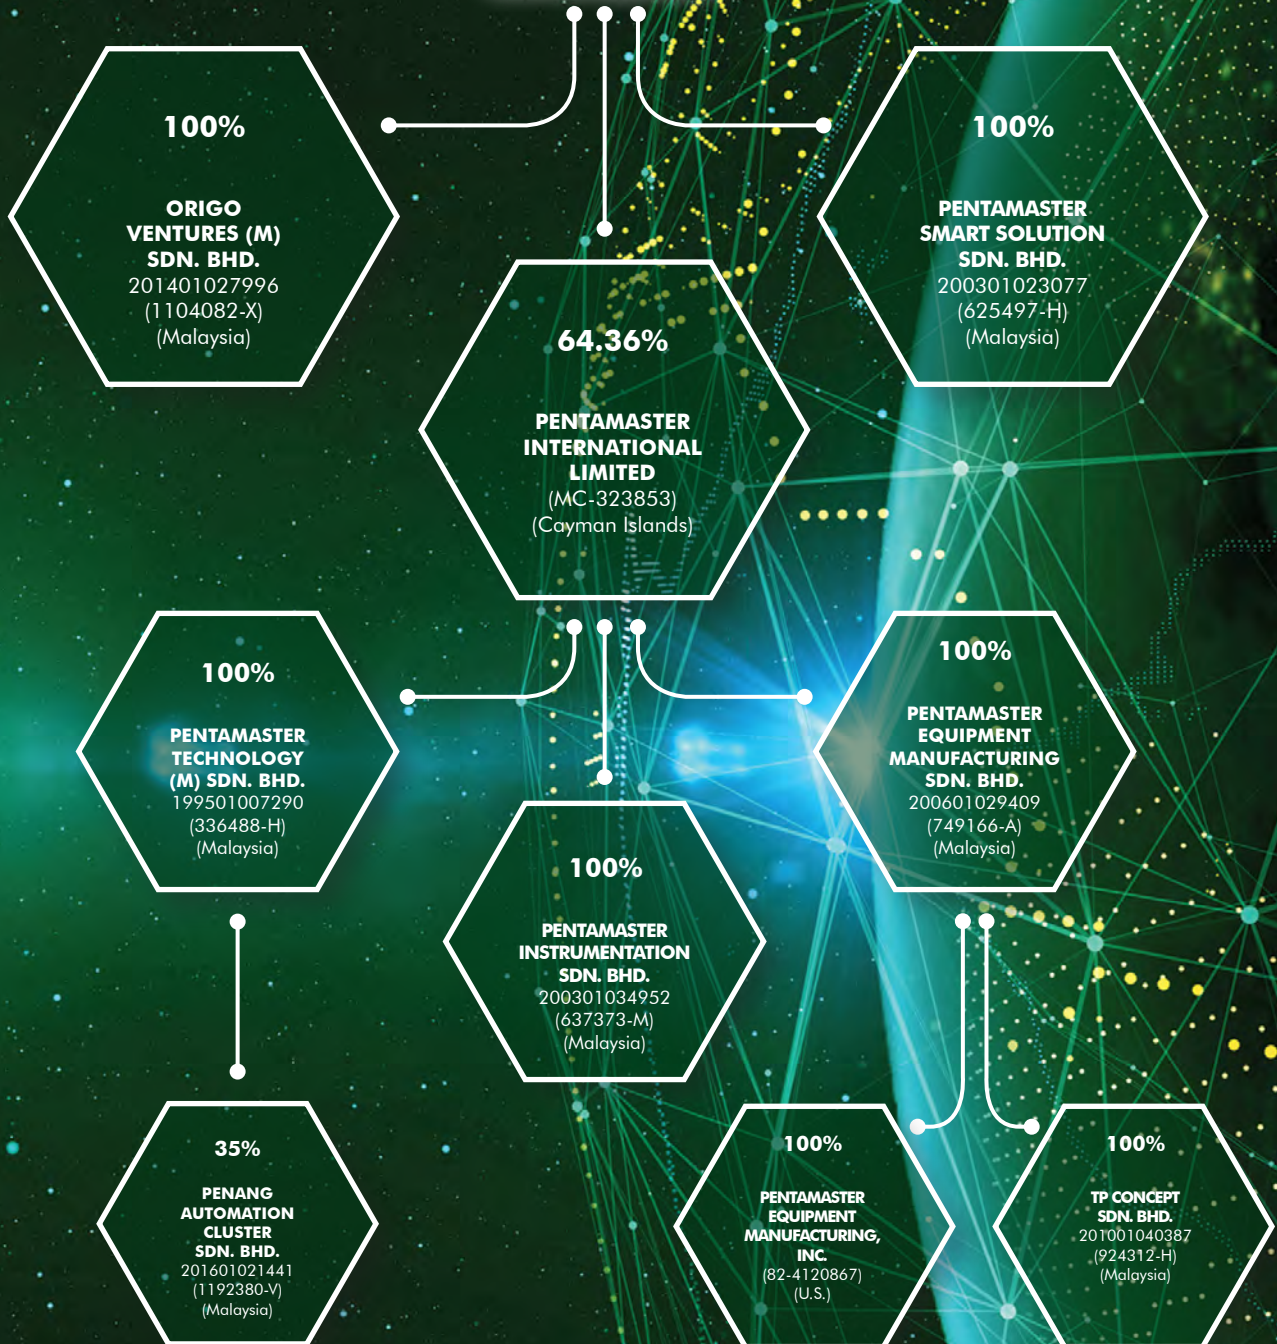 100%
ORIGO
VENTURES (M)
SDN. BHD.
201401027996
(1104082-X)
(Malaysia)
100%
PENTAMASTER
SMART SOLUTION
SDN. BHD.
200301023077
(625497-H)
(Malaysia)
64.36%
PENTAMASTER
INTERNATIONAL
LIMITED
(MC-323853)
(Cayman Islands)
100%
PENTAMASTER
TECHNOLOGY
(M) SDN. BHD.
199501007290
(336488-H)
(Malaysia)
100%
PENTAMASTER
INSTRUMENTATION
SDN. BHD.
200301034952
(637373-M)
(Malaysia)
100%
PENTAMASTER
EQUIPMENT
MANUFACTURING
SDN. BHD.
200601029409
(749166-A)
(Malaysia)
35%
PENANG
AUTOMATION
CLUSTER
SDN. BHD.
201601021441
(1192380-V)
(Malaysia)
100%
PENTAMASTER
EQUIPMENT
MANUFACTURING,
INC.
(82-4120867)
(U.S.)
100%
TP CONCEPT
SDN. BHD.
201001040387
(924312-H)
(Malaysia)